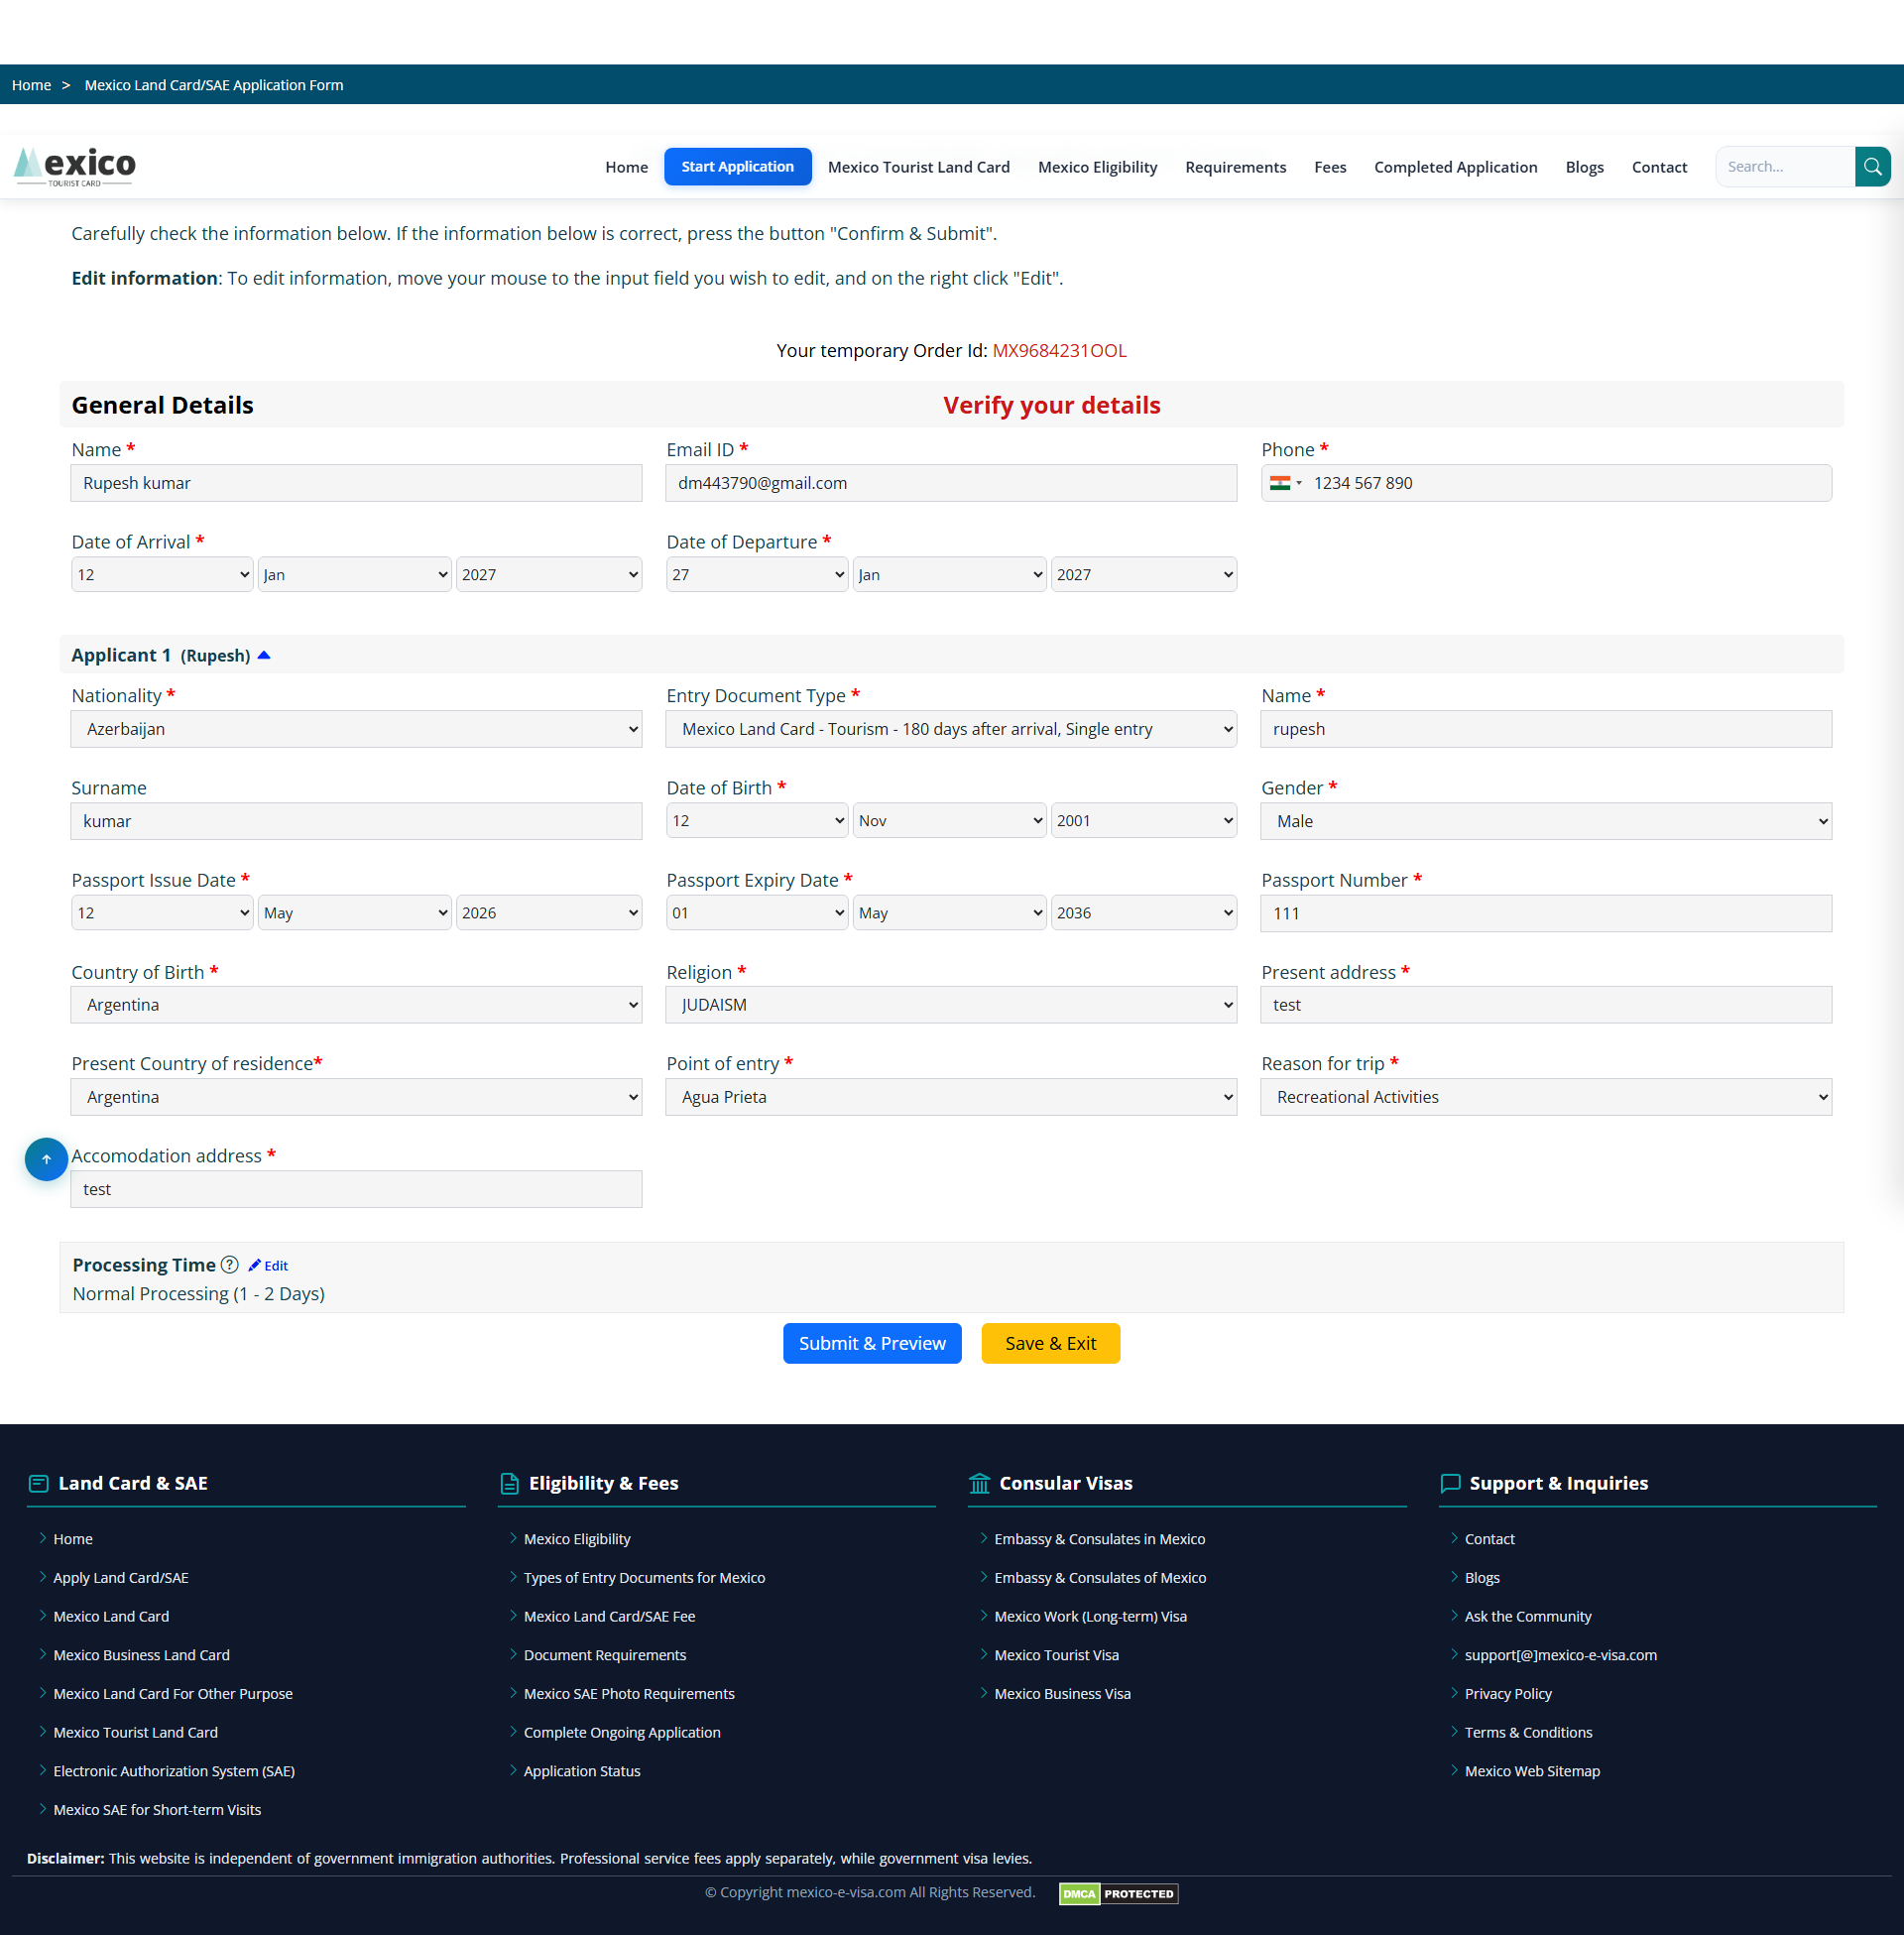 Home > Mexico Land Card/SAE Application Form
Mexico
TOURIST CARD
Home Start Application Mexico Tourist Land Card Mexico Eligibility Requirements Fees Completed Application Blogs Contact Search...
Carefully check the information below. If the information below is correct, press the button "Confirm & Submit".
Edit information: To edit information, move your mouse to the input field you wish to edit, and on the right click "Edit".
Your temporary Order Id: MX9684231OOL
General Details Verify your details
Name * Email ID * Phone *
Rupesh kumar dm443790@gmail.com 1234 567 890
Date of Arrival * Date of Departure *
12 Jan 2027 27 Jan 2027
Applicant 1 (Rupesh)
Nationality * Entry Document Type * Name *
Azerbaijan Mexico Land Card - Tourism - 180 days after arrival, Single entry rupesh
Surname Date of Birth * Gender *
kumar 12 Nov 2001 Male
Passport Issue Date * Passport Expiry Date * Passport Number *
12 May 2026 01 May 2036 111
Country of Birth * Religion * Present address *
Argentina JUDAISM test
Present Country of residence* Point of entry * Reason for trip *
Argentina Agua Prieta Recreational Activities
Accomodation address *
test
Processing Time ? Edit
Normal Processing (1 - 2 Days)
Submit & Preview Save & Exit
Land Card & SAE
Home
Apply Land Card/SAE
Mexico Land Card
Mexico Business Land Card
Mexico Land Card For Other Purpose
Mexico Tourist Land Card
Electronic Authorization System (SAE)
Mexico SAE for Short-term Visits
Eligibility & Fees
Mexico Eligibility
Types of Entry Documents for Mexico
Mexico Land Card/SAE Fee
Document Requirements
Mexico SAE Photo Requirements
Complete Ongoing Application
Application Status
Consular Visas
Embassy & Consulates in Mexico
Embassy & Consulates of Mexico
Mexico Work (Long-term) Visa
Mexico Tourist Visa
Mexico Business Visa
Support & Inquiries
Contact
Blogs
Ask the Community
support[@]mexico-e-visa.com
Privacy Policy
Terms & Conditions
Mexico Web Sitemap
Disclaimer: This website is independent of government immigration authorities. Professional service fees apply separately, while government visa levies.
© Copyright mexico-e-visa.com All Rights Reserved. DMCA PROTECTED